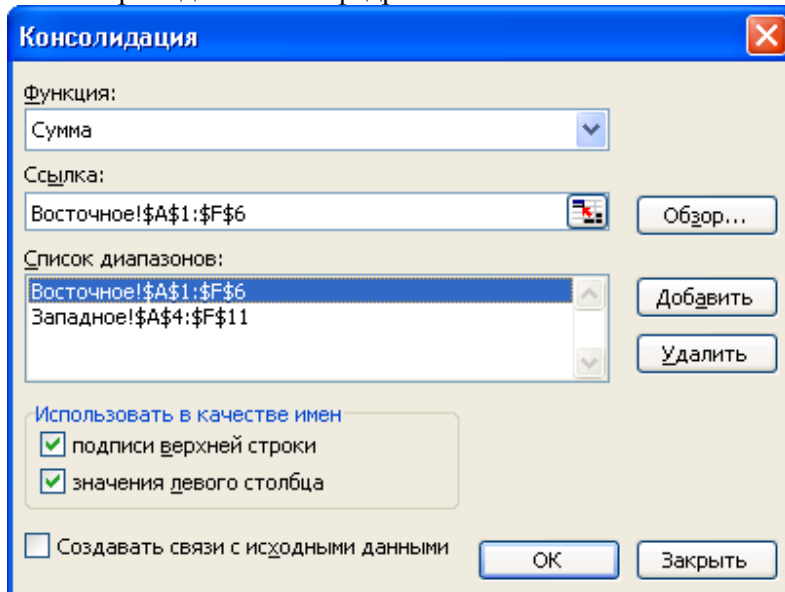 Консолидация
Функция:
Сумма
Ссылка:
Восточное!$A$1:$F$6
Обзор...
Список диапазонов:
Восточное!$A$1:$F$6
Западное!$A$4:$F$11
Добавить
Удалить
Использовать в качестве имен
подписи верхней строки
значения левого столбца
Создавать связи с исходными данными
ОК
Закрыть